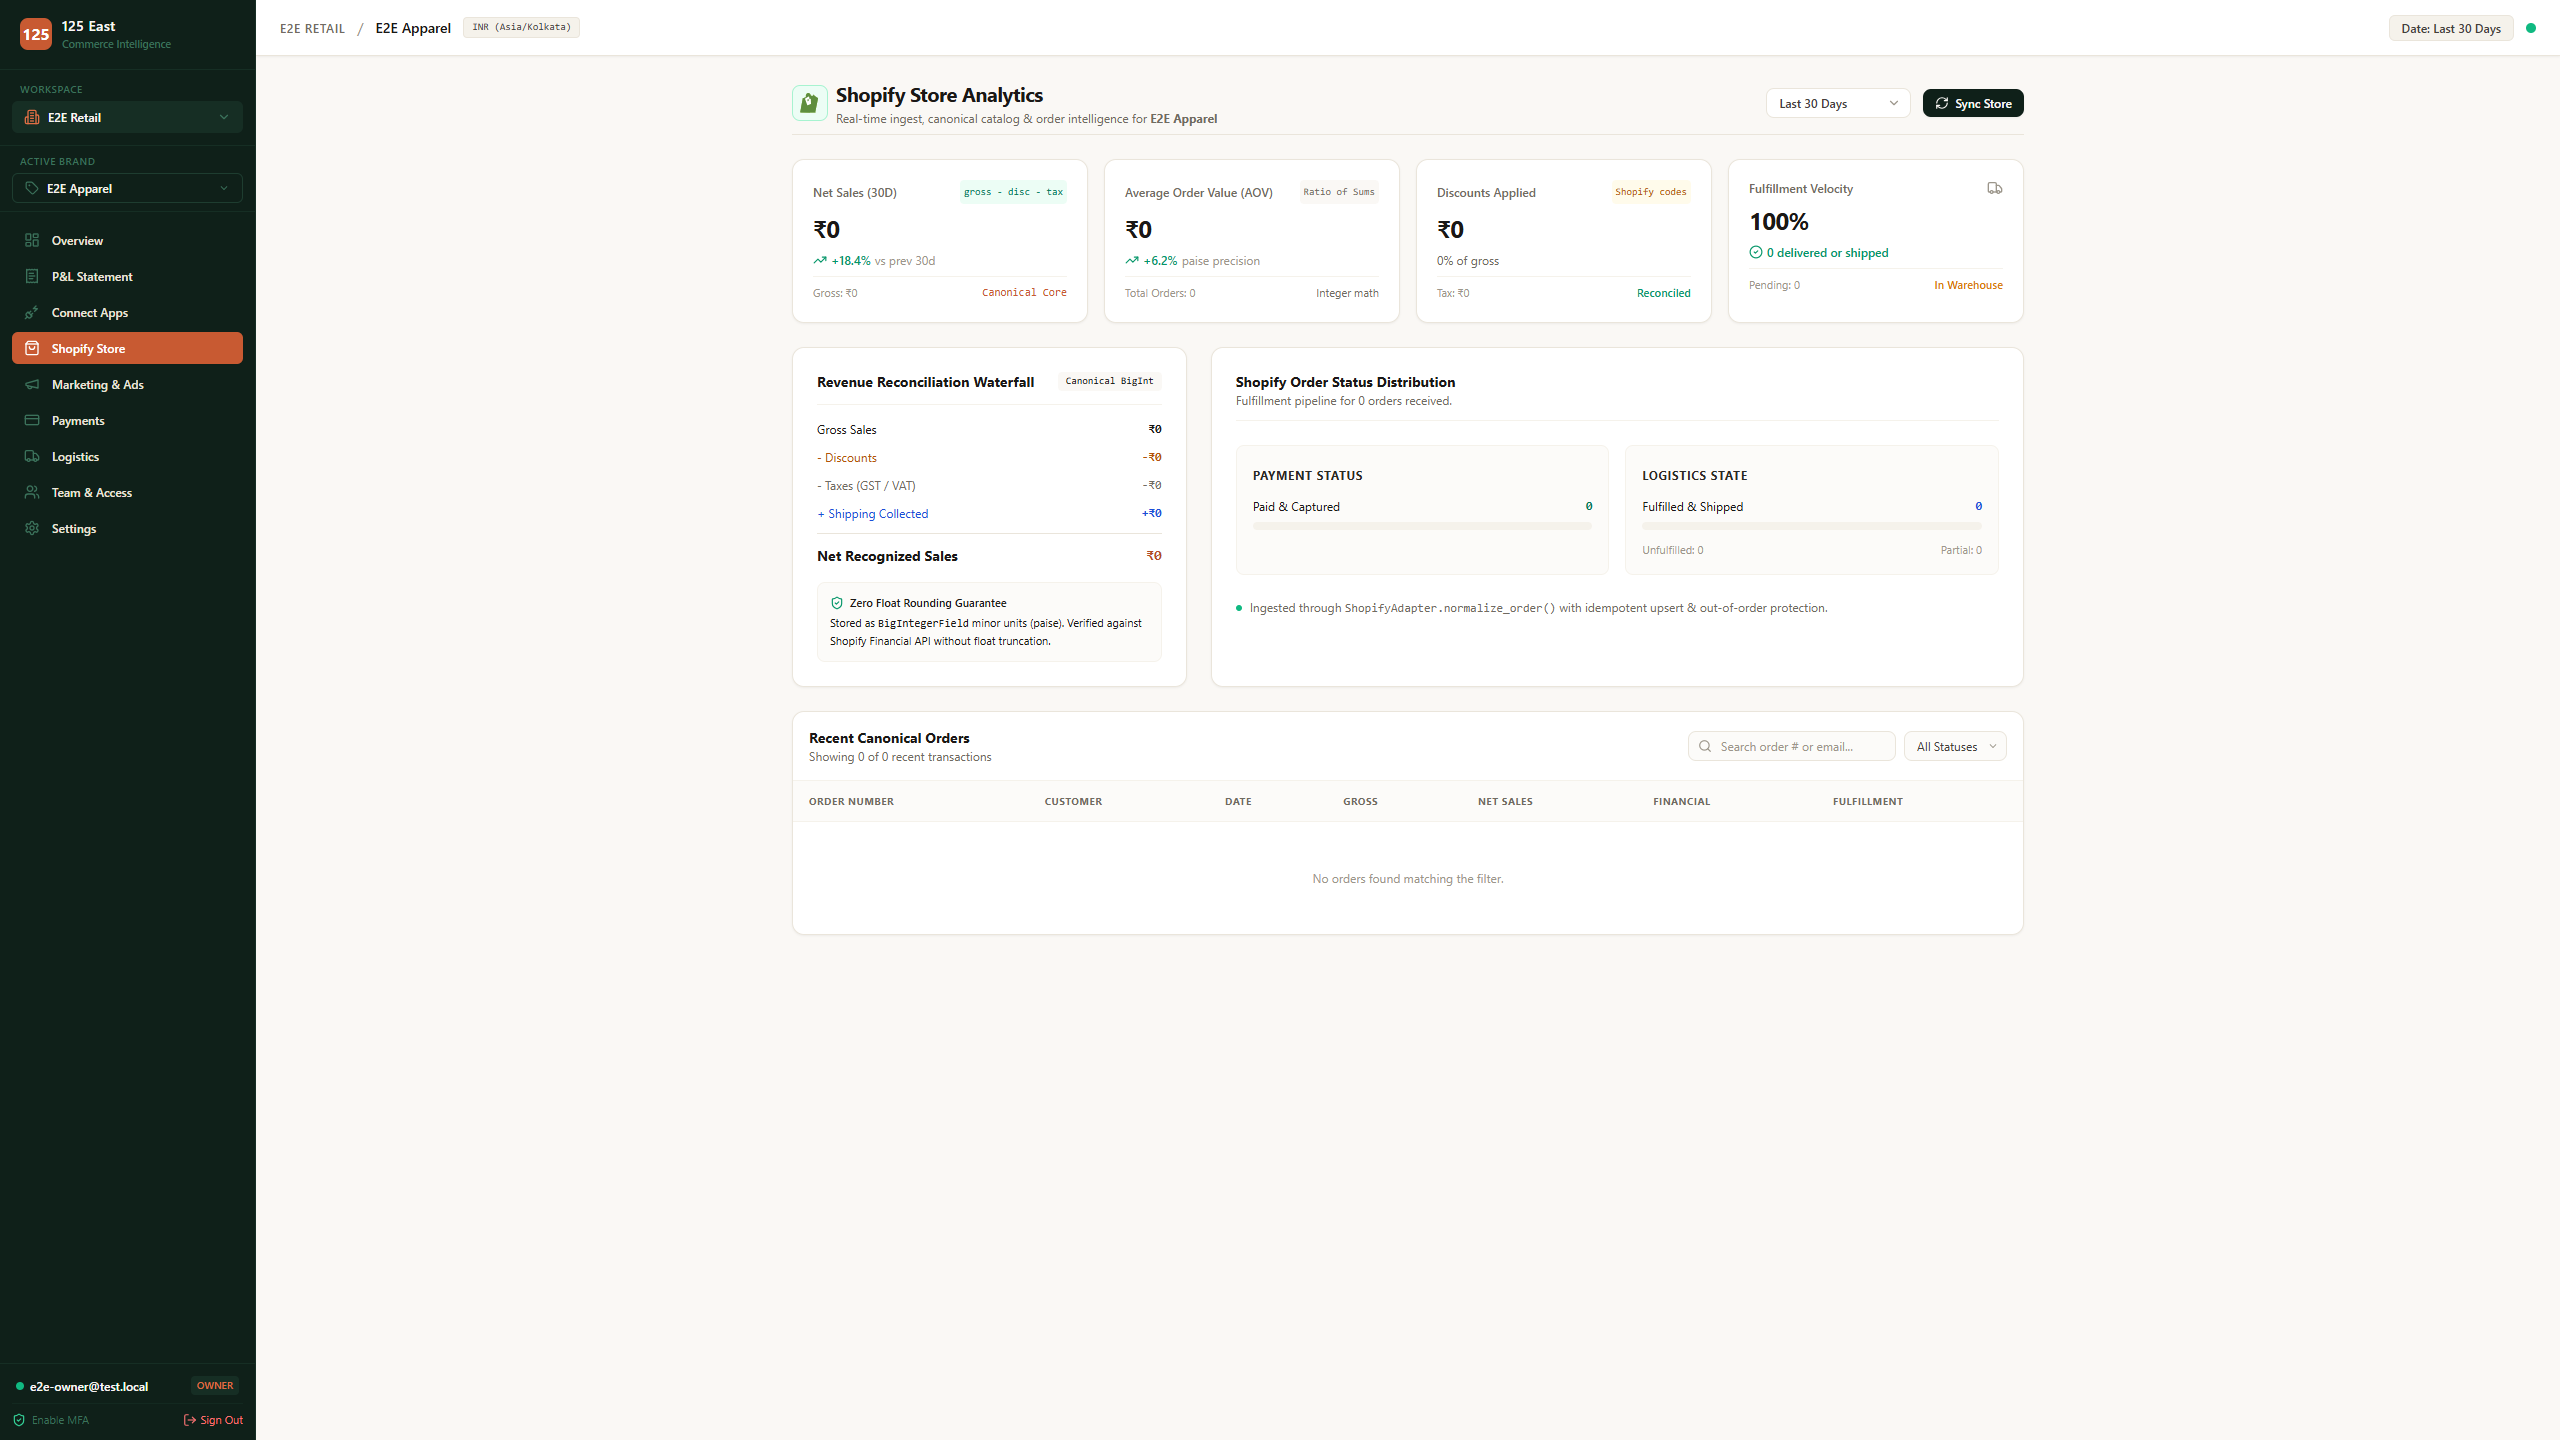 125
125 East
Commerce Intelligence
WORKSPACE
E2E Retail
ACTIVE BRAND
E2E Apparel
Overview
P&L Statement
Connect Apps
Shopify Store
Marketing & Ads
Payments
Logistics
Team & Access
Settings
e2e-owner@test.local OWNER
Enable MFA Sign Out
E2E RETAIL / E2E Apparel INR (Asia/Kolkata) Date: Last 30 Days
Shopify Store Analytics
Real-time ingest, canonical catalog & order intelligence for E2E Apparel
Last 30 Days Sync Store
Net Sales (30D) gross - disc - tax
₹0
+18.4% vs prev 30d
Gross: ₹0 Canonical Core
Average Order Value (AOV) Ratio of Sums
₹0
+6.2% paise precision
Total Orders: 0 Integer math
Discounts Applied Shopify codes
₹0
0% of gross
Tax: ₹0 Reconciled
Fulfillment Velocity
100%
0 delivered or shipped
Pending: 0 In Warehouse
Revenue Reconciliation Waterfall Canonical BigInt
Gross Sales ₹0
- Discounts -₹0
- Taxes (GST / VAT) -₹0
+ Shipping Collected +₹0
Net Recognized Sales ₹0
Zero Float Rounding Guarantee
Stored as BigIntegerField minor units (paise). Verified against
Shopify Financial API without float truncation.
Shopify Order Status Distribution
Fulfillment pipeline for 0 orders received.
PAYMENT STATUS
Paid & Captured 0
LOGISTICS STATE
Fulfilled & Shipped 0
Unfulfilled: 0 Partial: 0
Ingested through ShopifyAdapter.normalize_order() with idempotent upsert & out-of-order protection.
Recent Canonical Orders
Showing 0 of 0 recent transactions
Search order # or email... All Statuses
ORDER NUMBER CUSTOMER DATE GROSS NET SALES FINANCIAL FULFILLMENT
No orders found matching the filter.